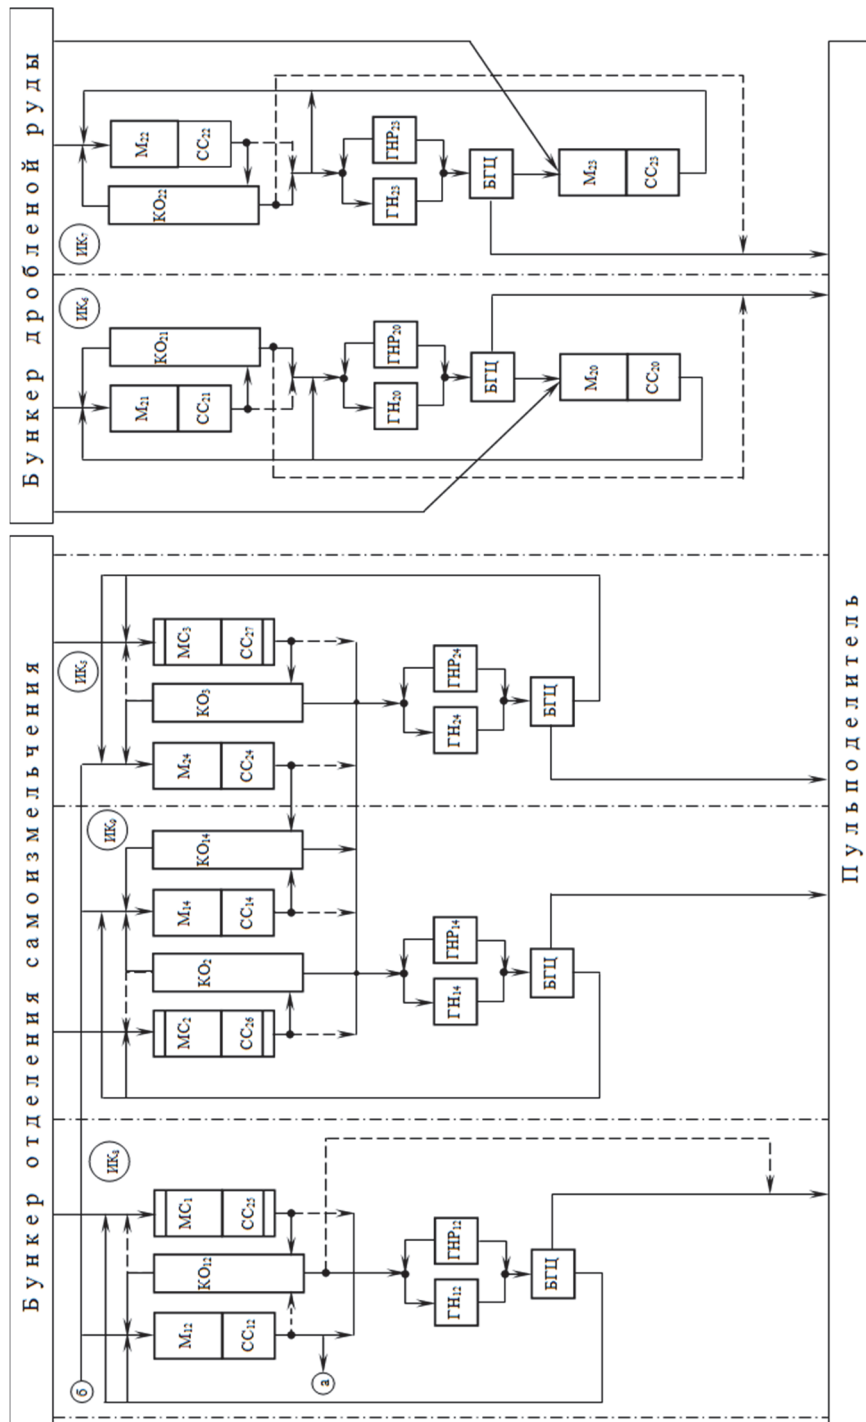 Бункер дробленой руды
М22
СС22
КО22
ИК7
ГНР23
ГН23
БГЦ
М23
СС23
ИК6
КО21
М21
СС21
ГНР20
ГН20
БГЦ
М20
СС20
Бункер отделения самоизмельчения
МС3
СС27
ИК5
КО3
М24
СС24
ГНР24
ГН24
БГЦ
ИК9
КО14
М14
СС14
КО2
МС2
СС26
ГНР14
ГН14
БГЦ
ИК8
МС1
СС25
КО12
М12
СС12
б
а
ГНР12
ГН12
БГЦ
Пульподелитель